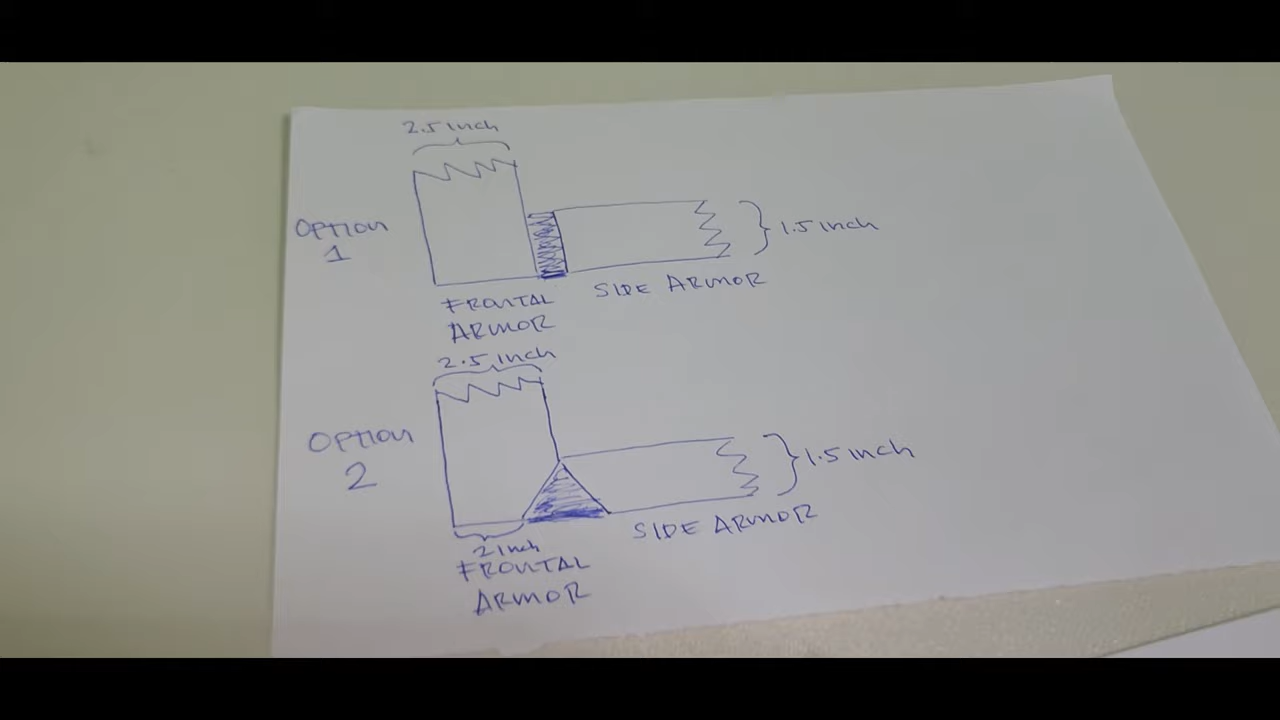 2.5 inch
OPTION
1
1.5 inch
SIDE ARMOR
FRONTAL
ARMOR
2.5 inch
OPTION
2
1.5 inch
SIDE ARMOR
2 inch
FRONTAL
ARMOR